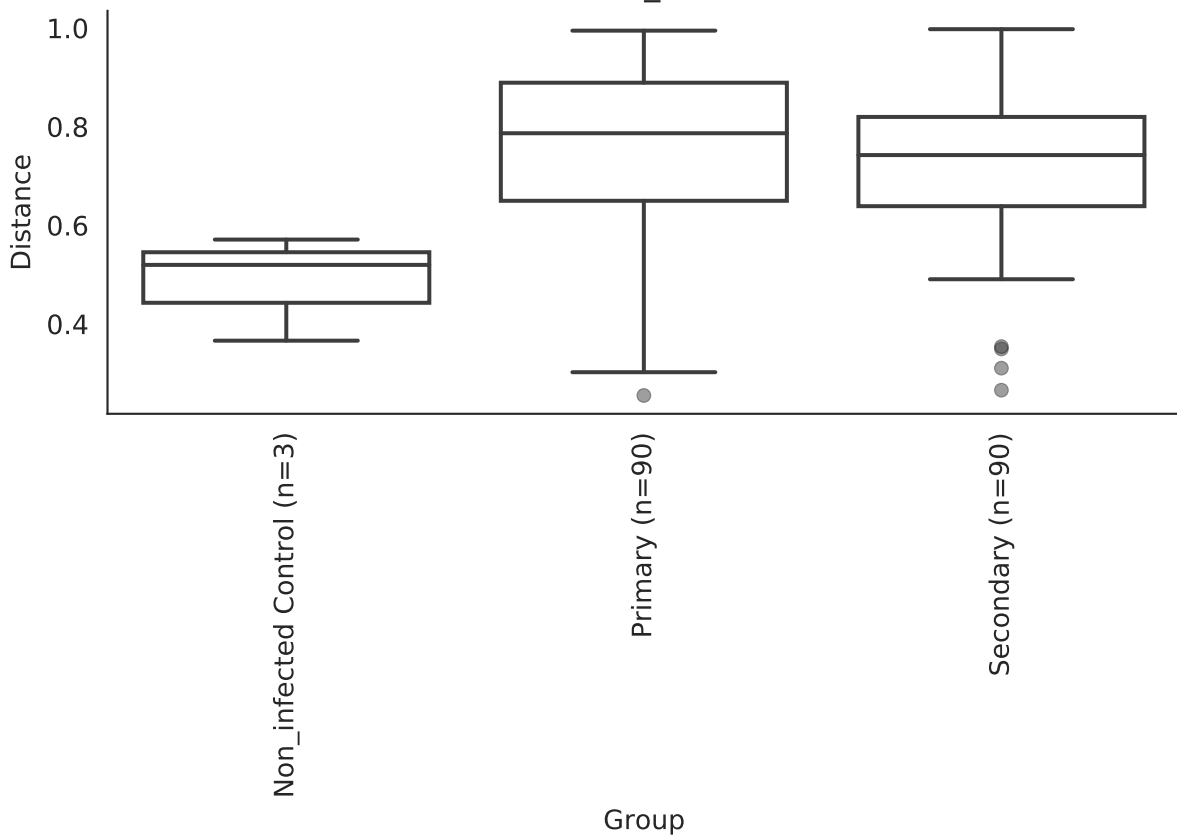 1.0
0.8
0.6
0.4
Distance
Non_infected Control (n=3)
Primary (n=90)
Secondary (n=90)
Group